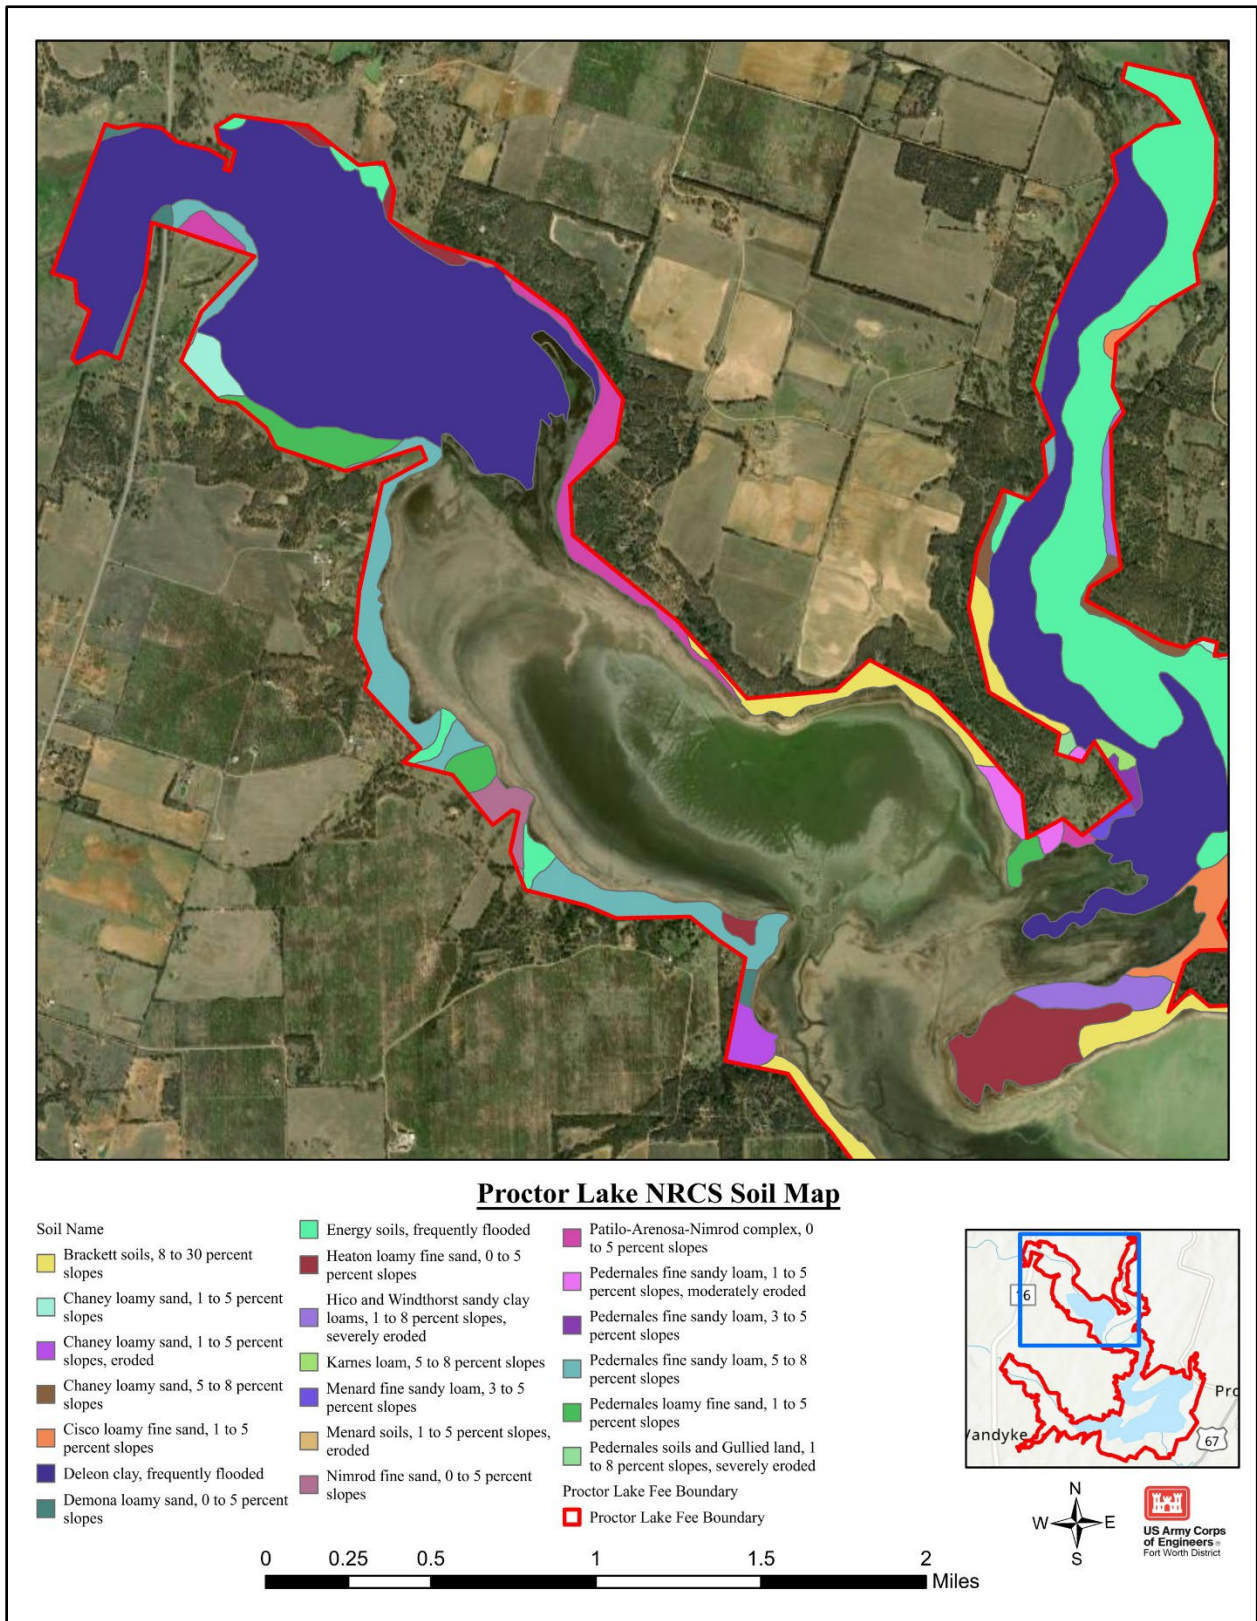 Proctor Lake NRCS Soil Map
Soil Name
Brackett soils, 8 to 30 percent
slopes
Chaney loamy sand, 1 to 5 percent
slopes
Chaney loamy sand, 1 to 5 percent
slopes, eroded
Chaney loamy sand, 5 to 8 percent
slopes
Cisco loamy fine sand, 1 to 5
percent slopes
Deleon clay, frequently flooded
Demona loamy sand, 0 to 5 percent
slopes
Energy soils, frequently flooded
Heaton loamy fine sand, 0 to 5
percent slopes
Hico and Windthorst sandy clay
loams, 1 to 8 percent slopes,
severely eroded
Karnes loam, 5 to 8 percent slopes
Menard fine sandy loam, 3 to 5
percent slopes
Menard soils, 1 to 5 percent slopes,
eroded
Nimrod fine sand, 0 to 5 percent
slopes
Patilo-Arenosa-Nimrod complex, 0
to 5 percent slopes
Pedernales fine sandy loam, 1 to 5
percent slopes, moderately eroded
Pedernales fine sandy loam, 3 to 5
percent slopes
Pedernales fine sandy loam, 5 to 8
percent slopes
Pedernales loamy fine sand, 1 to 5
percent slopes
Pedernales soils and Gullied land, 1
to 8 percent slopes, severely eroded
Proctor Lake Fee Boundary
Proctor Lake Fee Boundary
16
Pro
Vandyke
67
N
W E
S
US Army Corps
of Engineers ®
Fort Worth District
0 0.25 0.5 1 1.5 2
Miles